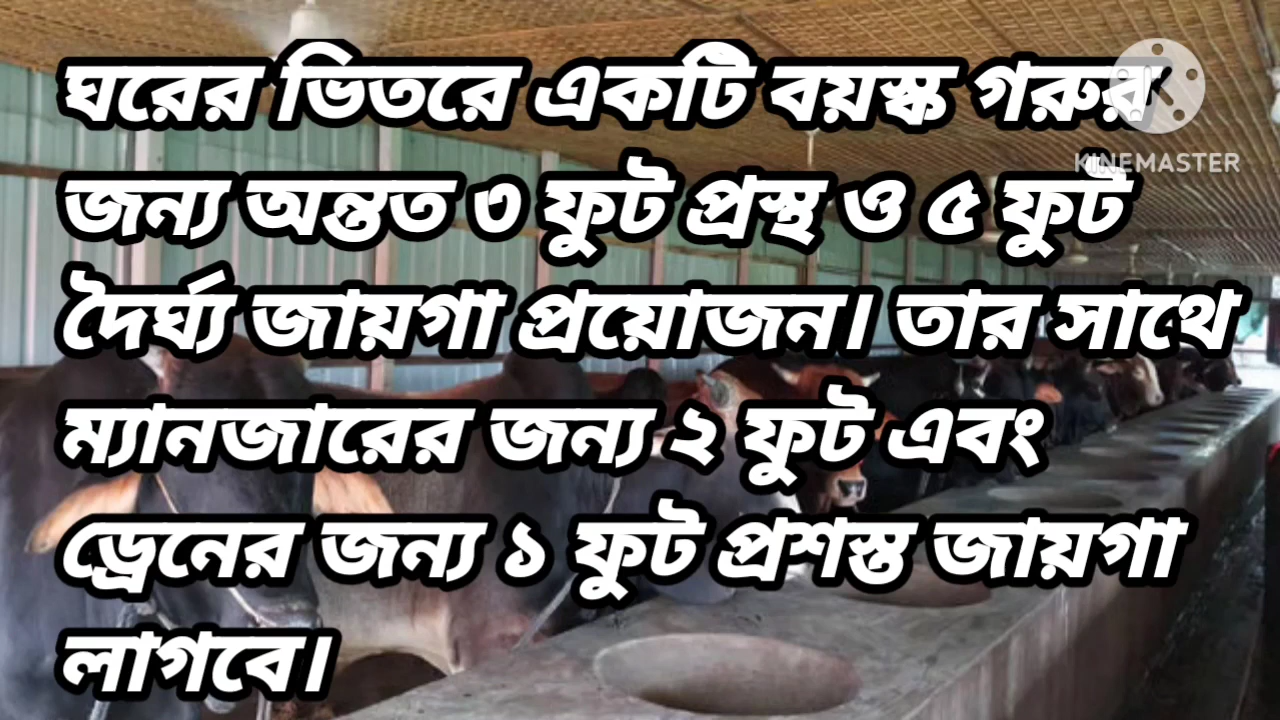 ঘরের ভিতরে একটি বয়স্ক গরুর
KINEMASTER
জন্য অন্তত ৩ ফুট প্রস্থ ও ৫ ফুট
দৈর্ঘ্য জায়গা প্রয়োজন। তার সাথে
ম্যানজারের জন্য ২ ফুট এবং
ড্রেনের জন্য ১ ফুট প্রশস্ত জায়গা
লাগবে।